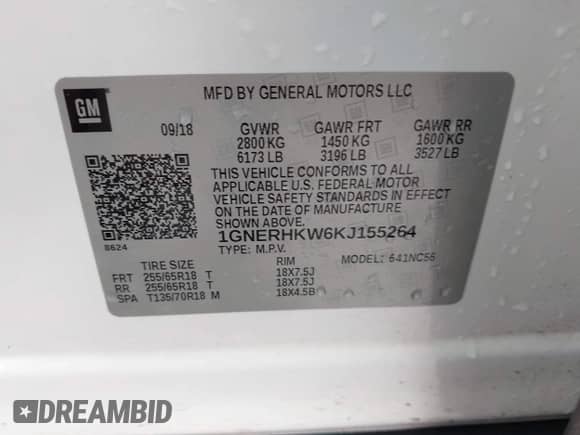 GM
MFD BY GENERAL MOTORS LLC
09/18 GVWR GAWR FRT GAWR RR
2800 KG 1450 KG 1600 KG
6173 LB 3196 LB 3527 LB
THIS VEHICLE CONFORMS TO ALL
APPLICABLE U.S. FEDERAL MOTOR
VEHICLE SAFETY STANDARDS IN EFFECT
ON THE DATE OF MANUFACTURE
SHOWN ABOVE.
8624
1GNERHKW6KJ155264
TYPE: M.P.V. MODEL: 641NC56
TIRE SIZE RIM
FRT 255/65R18 T 18X7.5J
RR 255/65R18 T 18X7.5J
SPA T135/70R18 M 18X4.5B
DREAMBID